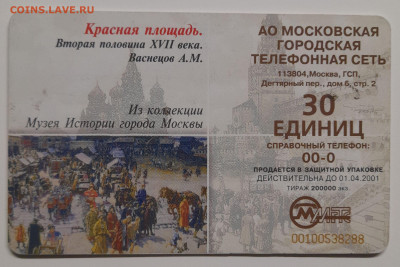 COINS.LAVE.RU
Красная площадь.
Вторая половина XVII века.
Васнецов А.М.
Из коллекции
Музея Истории города Москвы
АО МОСКОВСКАЯ
ГОРОДСКАЯ
ТЕЛЕФОННАЯ СЕТЬ
113804, Москва, ГСП,
Дегтярный пер., дом 6, стр. 2
30
ЕДИНИЦ
СПРАВОЧНЫЙ ТЕЛЕФОН:
00-0
ПРОДАЕТСЯ В ЗАЩИТНОЙ УПАКОВКЕ
ДЕЙСТВИТЕЛЬНА ДО 01.04.2001
ТИРАЖ 200000 экз.
МГТС
00100538288